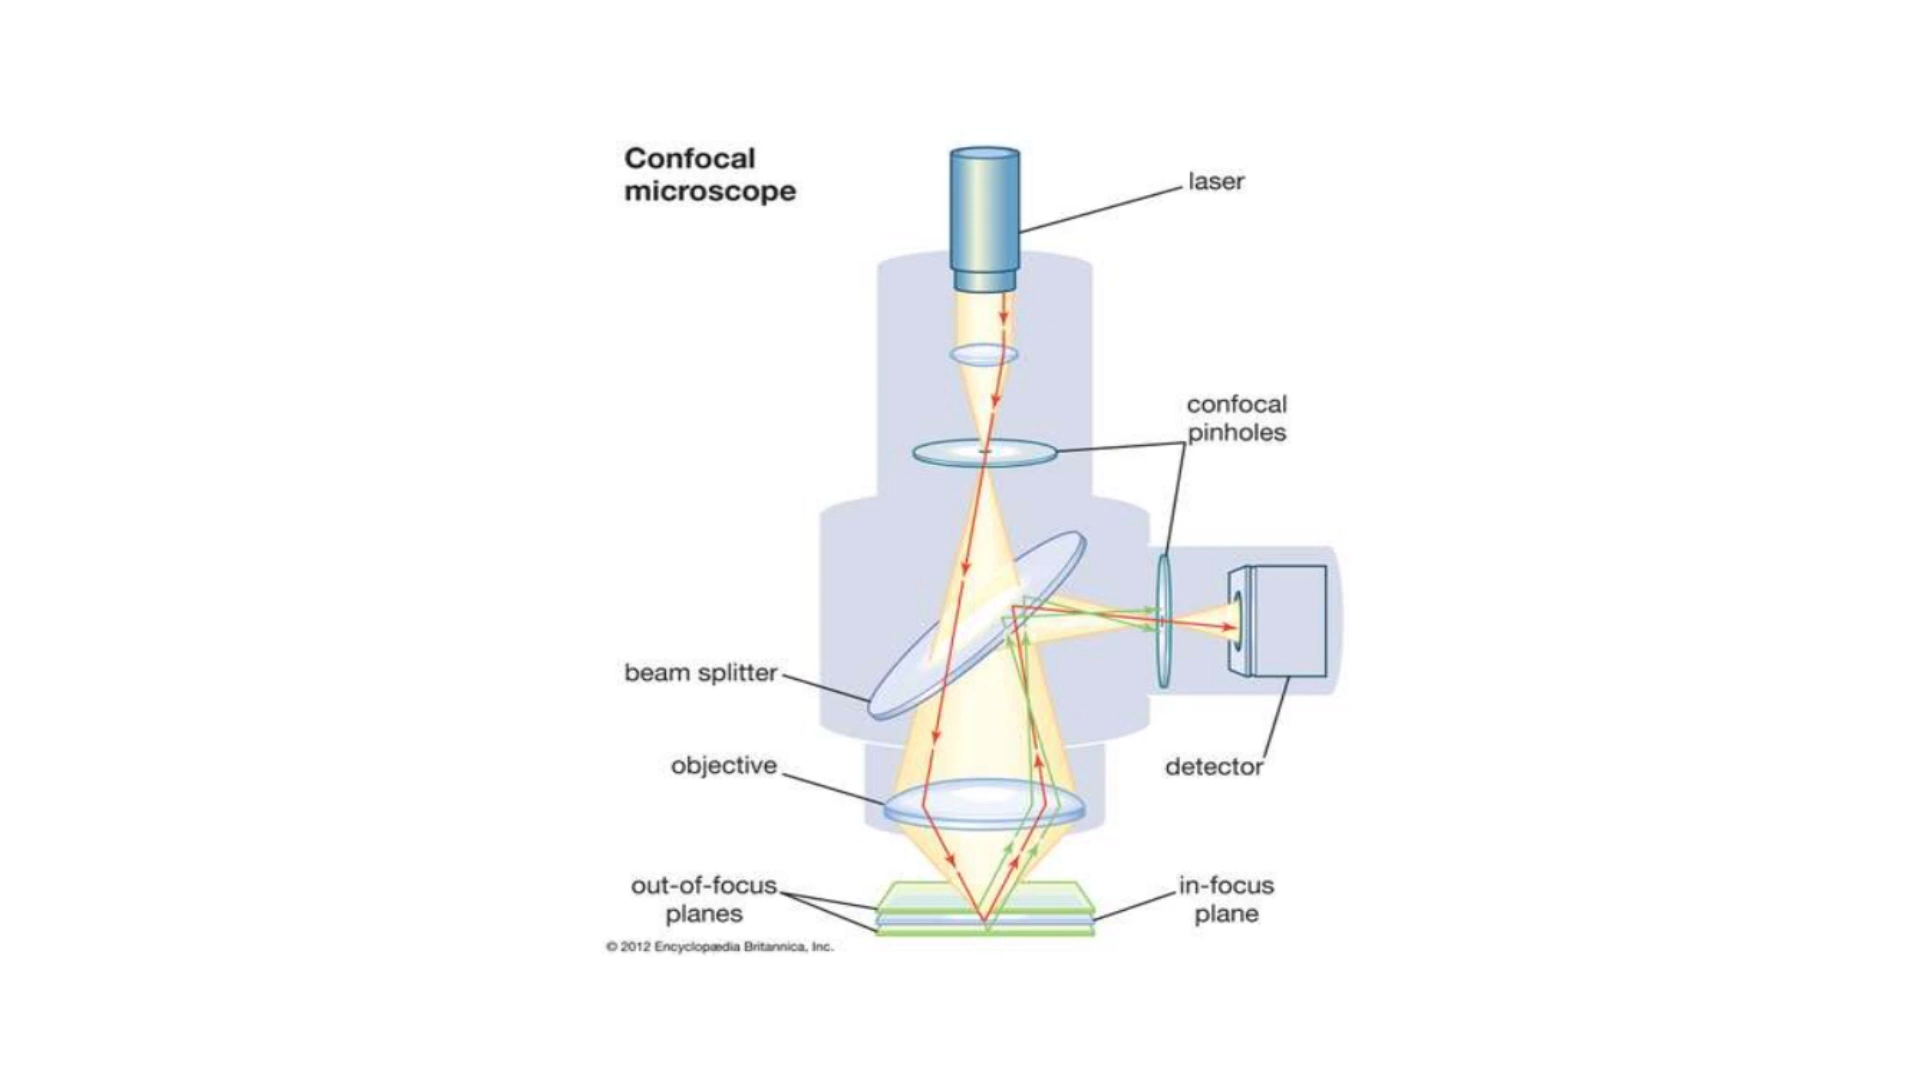 Confocal
microscope
laser
confocal
pinholes
beam splitter
objective
detector
out-of-focus
planes
in-focus
plane
© 2012 Encyclopædia Britannica, Inc.